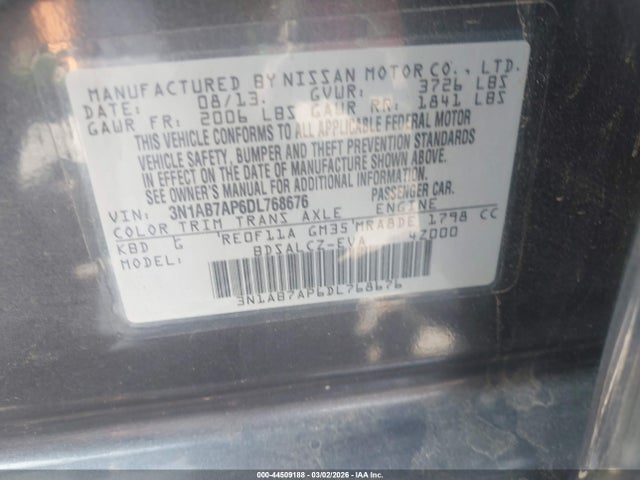 MANUFACTURED BY NISSAN MOTOR CO., LTD.
DATE: 08/13. GVWR: 3726 LBS
GAWR FR: 2006 LBS GAWR RR: 1841 LBS
THIS VEHICLE CONFORMS TO ALL APPLICABLE FEDERAL MOTOR
VEHICLE SAFETY, BUMPER AND THEFT PREVENTION STANDARDS
IN EFFECT ON THE DATE OF MANUFACTURE SHOWN ABOVE.
SEE OWNER'S MANUAL FOR ADDITIONAL INFORMATION.
VIN: 3N1AB7AP6DL768676 PASSENGER CAR.
COLOR TRIM TRANS AXLE ENGINE
KBD G RE0F11A GM35 MRA8DE 1798 CC
BDSALCZ-EVA 4Z000
3N1AB7AP6DL768676
000-44509188 - 03/02/2026 - IAA Inc.